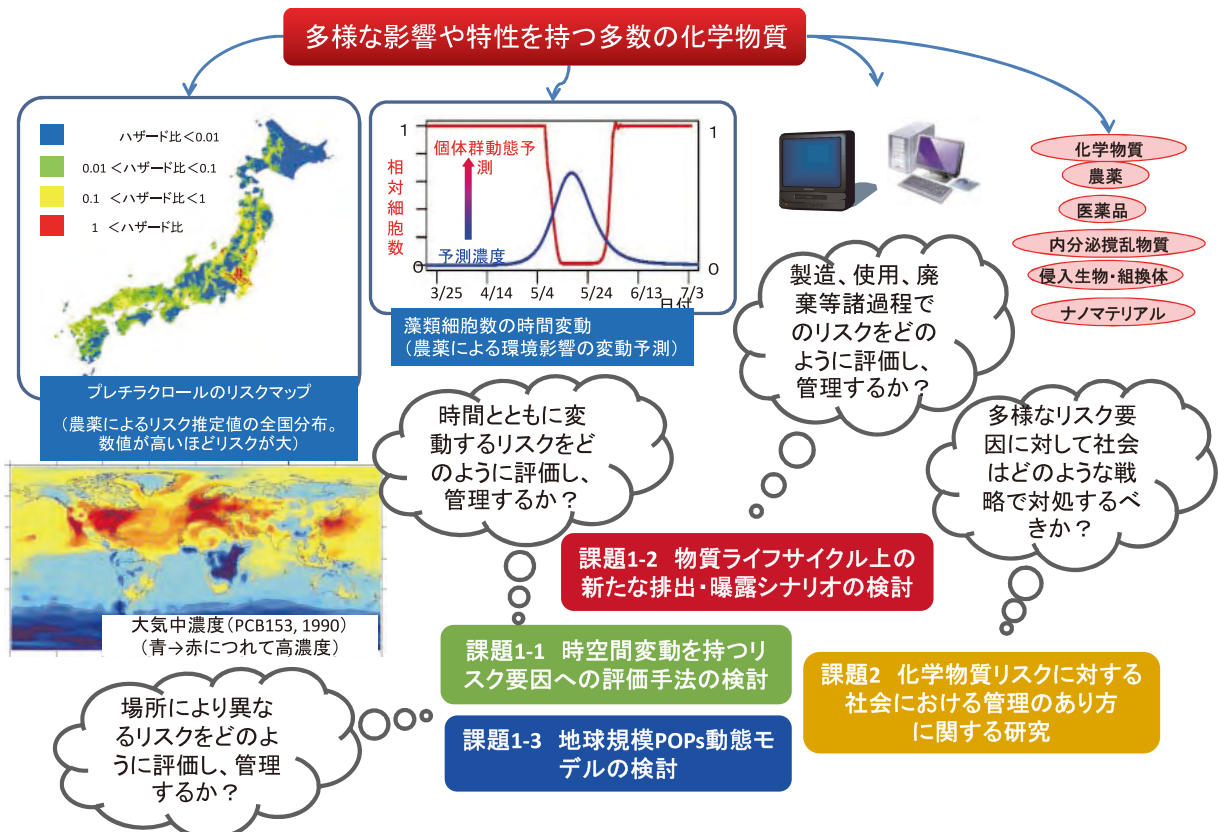 多様な影響や特性を持つ多数の化学物質
ハザード比＜0.01
0.01＜ハザード比＜0.1
0.1＜ハザード比＜1
1＜ハザード比
プレチラクロールのリスクマップ
（農薬によるリスク推定値の全国分布。
数値が高いほどリスクが大）
1
個体群動態予
測
1
相対細胞数
予測濃度
0
0
3/25 4/14 5/4 5/24 6/13 7/3
日付
藻類細胞数の時間変動
（農薬による環境影響の変動予測）
化学物質
農薬
医薬品
内分泌撹乱物質
侵入生物・組換体
ナノマテリアル
製造、使用、廃
棄等諸過程で
のリスクをどの
ように評価し、
管理するか？
時間とともに変
動するリスクをど
のように評価し、
管理するか？
多様なリスク要
因に対して社会
はどのような戦
略で対処するべ
きか？
大気中濃度（PCB153, 1990）
（青→赤につれて高濃度）
場所により異な
るリスクをどのよ
うに評価し、管理
するか？
課題1-2 物質ライフサイクル上の
新たな排出・曝露シナリオの検討
課題1-1 時空間変動を持つリ
スク要因への評価手法の検討
課題1-3 地球規模POPs動態モ
デルの検討
課題2 化学物質リスクに対する
社会における管理のあり方
に関する研究